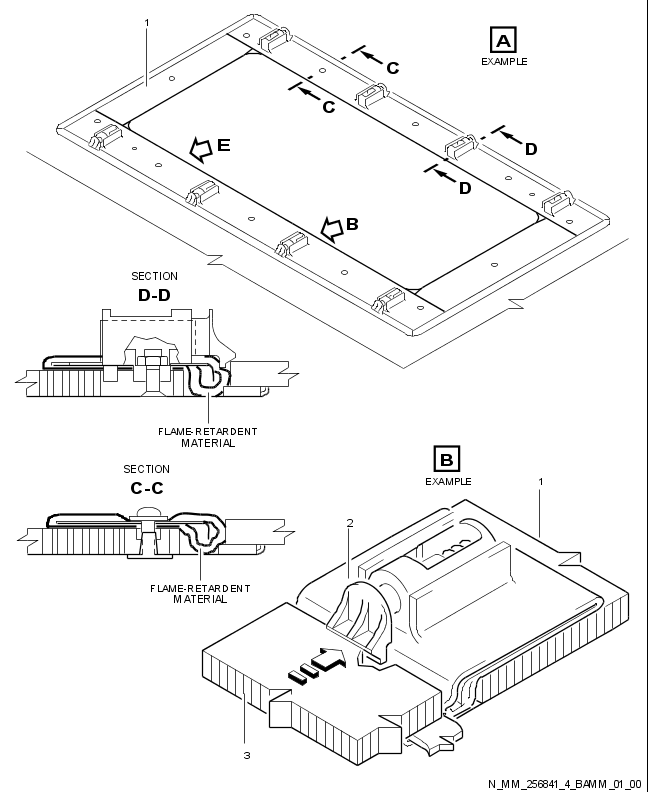 1
A
EXAMPLE
C
C
D
D
E
B
SECTION
D-D
FLAME-RETARDENT
MATERIAL
SECTION
C-C
FLAME-RETARDENT
MATERIAL
B
EXAMPLE
1
2
3
N_MM_256841_4_BAMM_01_00